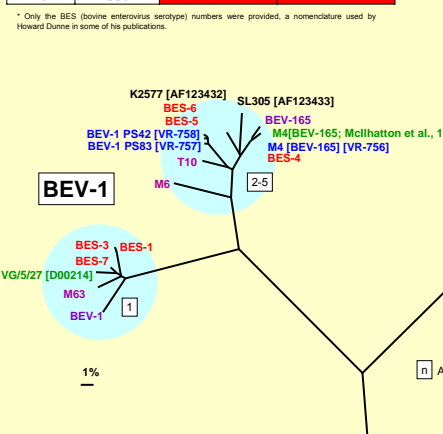 * Only the BES (bovine enterovirus serotype) numbers were provided, a nomenclature used by
Howard Dunne in some of his publications.
K2577 [AF123432]
BES-6
SL305 [AF123433]
BES-5
BEV-165
BEV-1 PS42 [VR-758]
M4[BEV-165; McIlhatton et al., 1
BEV-1 PS83 [VR-757]
M4 [BEV-165] [VR-756]
T10
BES-4
M6
2-5
BEV-1
BES-3
BES-1
BES-7
VG/5/27 [D00214]
M63
1
BEV-1
1%
n
A